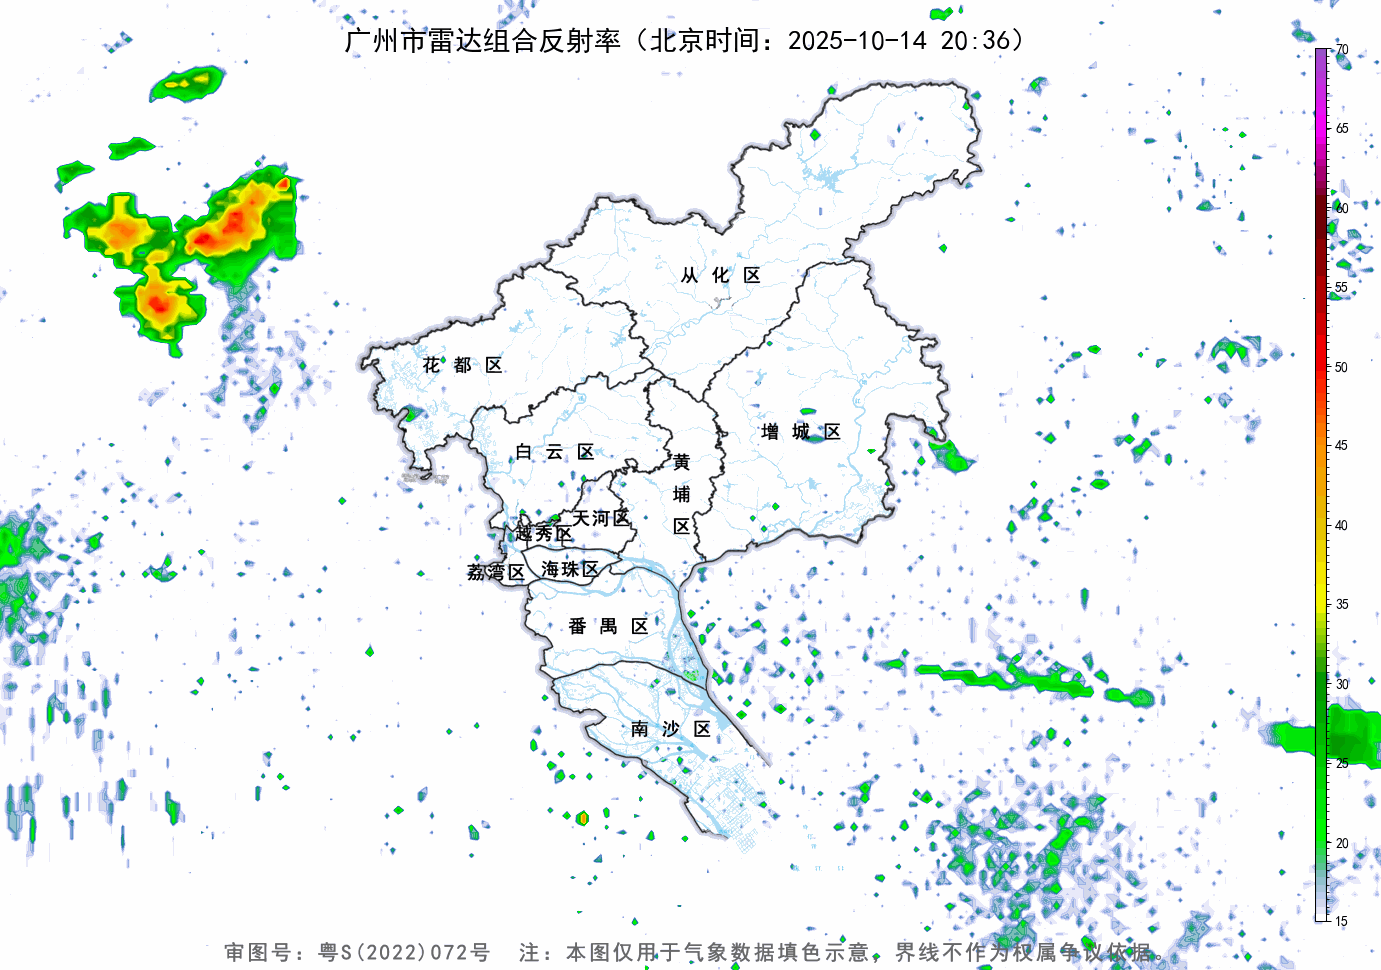 广州市雷达组合反射率（北京时间：2025-10-14 20:36）
70
65
60
55
50
45
40
35
30
25
20
15
从化区
花都区
增城区
白云区
黄埔区
天河区
越秀区
荔湾区
海珠区
番禺区
南沙区
审图号：粤S(2022)072号 注：本图仅用于气象数据填色示意，界线不作为权属争议依据。